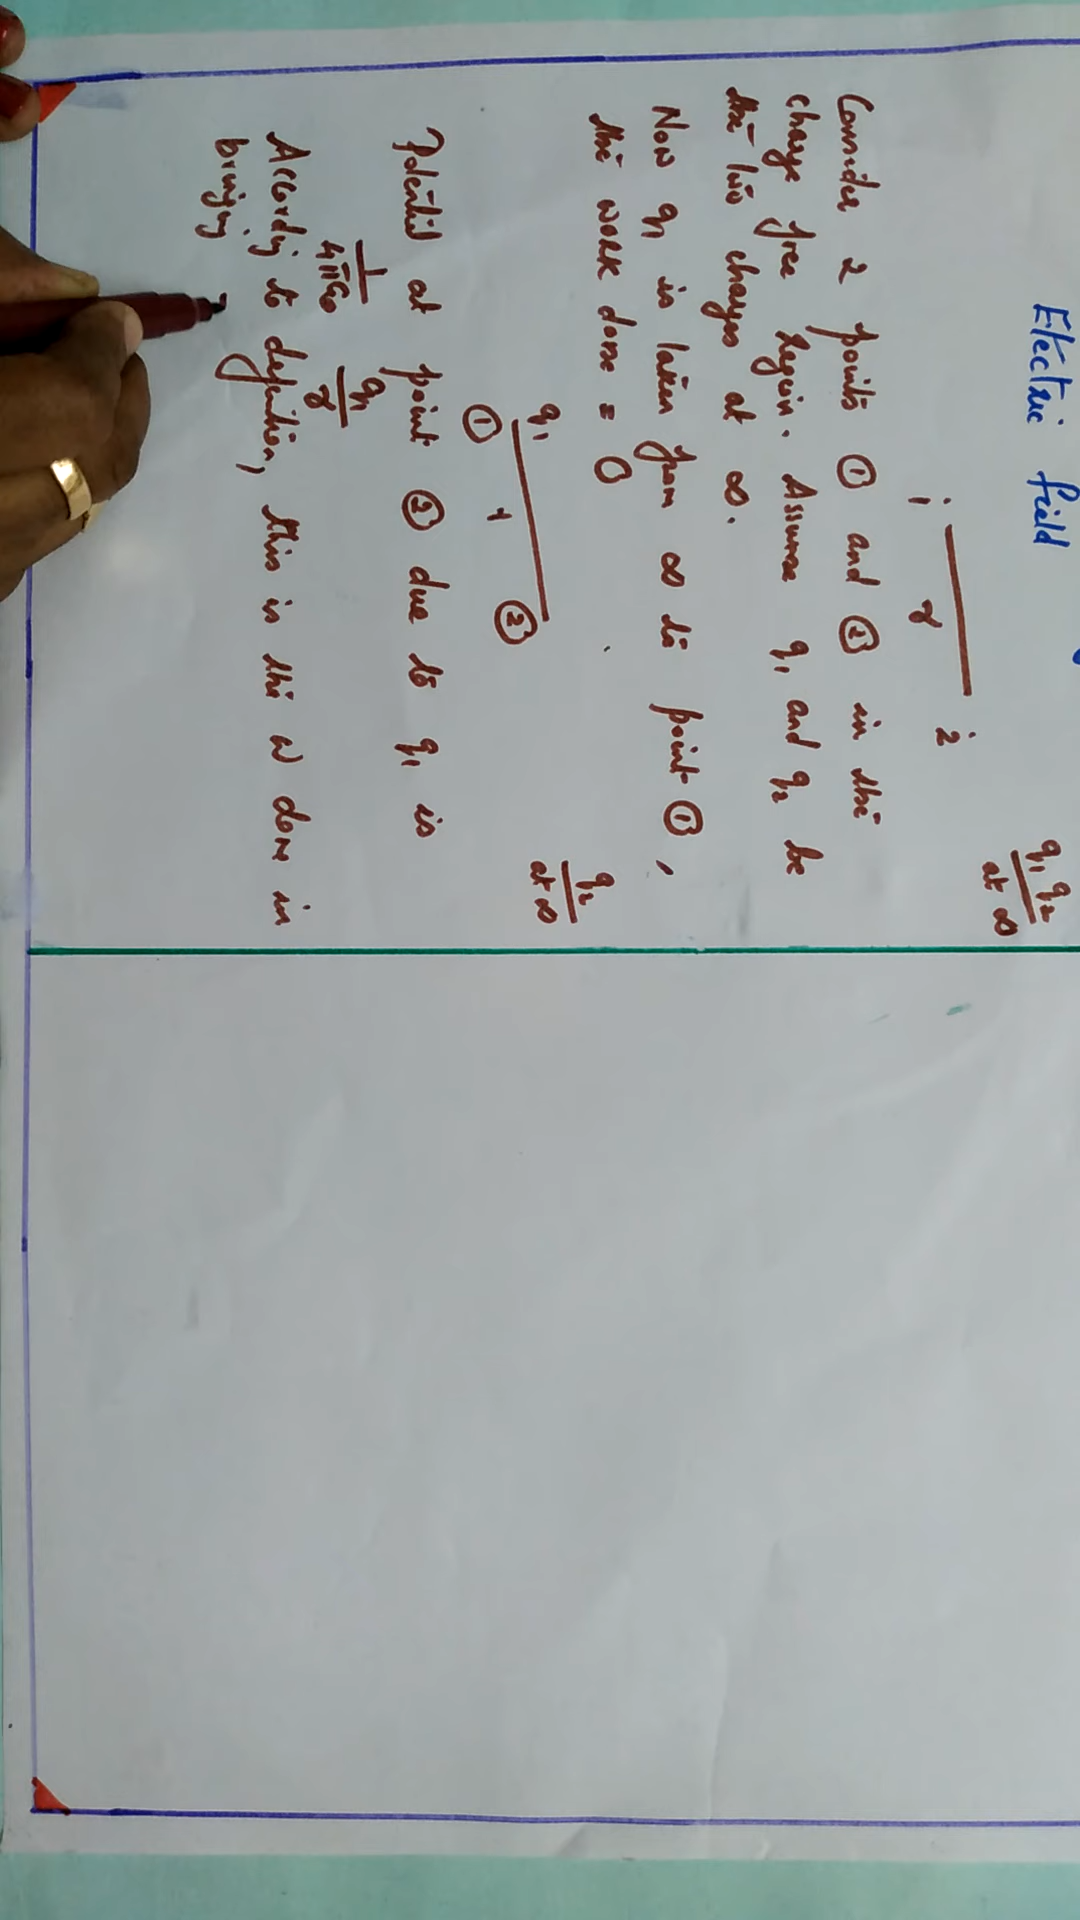 Electric field
q1 q2
at ∞
1 2
r
Consider 2 points ① and ② in the
charge free region. Assume q1 and q2 be
the two charges at ∞.
Now q1 is taken from ∞ to point ①,
the work done = 0
q1
① r ②
q2
at ∞
Potential at point ② due to q1 is
1/4πε0 q1/r
According to definition, this is the w done in
bringing